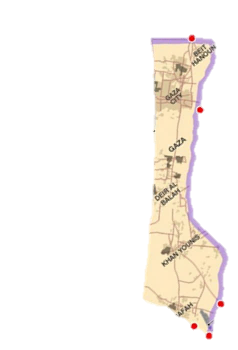 BEIT
HANOUN
GAZA
CITY
GAZA
DEIR AL
BALAH
KHAN YOUNIS
AFAH